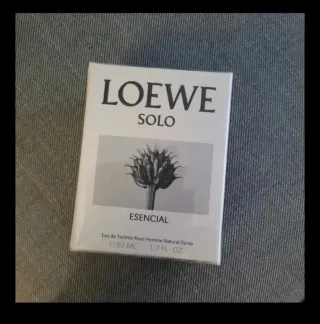 LOEWE
SOLO
ESENCIAL
Eau de Toilette Pour Homme Natural Spray
50 ML 1.7 FL. OZ.